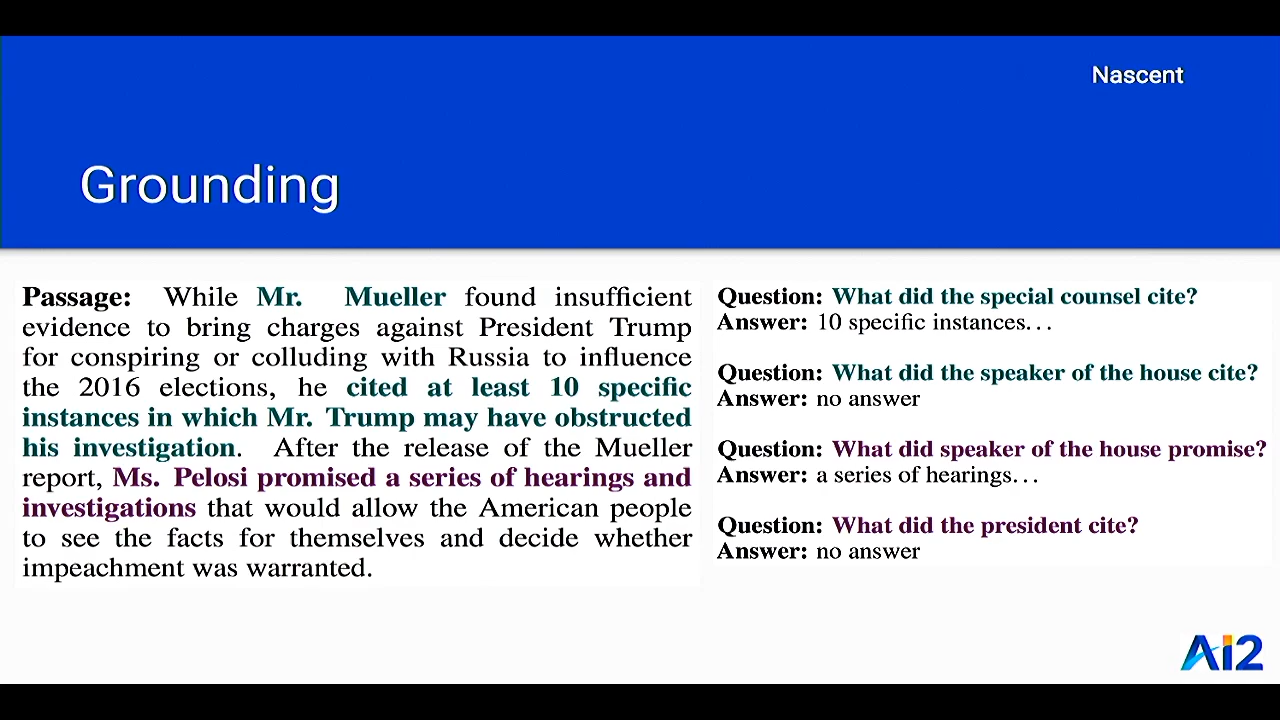 Nascent
Grounding
Passage: While Mr. Mueller found insufficient
evidence to bring charges against President Trump
for conspiring or colluding with Russia to influence
the 2016 elections, he cited at least 10 specific
instances in which Mr. Trump may have obstructed
his investigation. After the release of the Mueller
report, Ms. Pelosi promised a series of hearings and
investigations that would allow the American people
to see the facts for themselves and decide whether
impeachment was warranted.
Question: What did the special counsel cite?
Answer: 10 specific instances...
Question: What did the speaker of the house cite?
Answer: no answer
Question: What did speaker of the house promise?
Answer: a series of hearings...
Question: What did the president cite?
Answer: no answer
Ai2